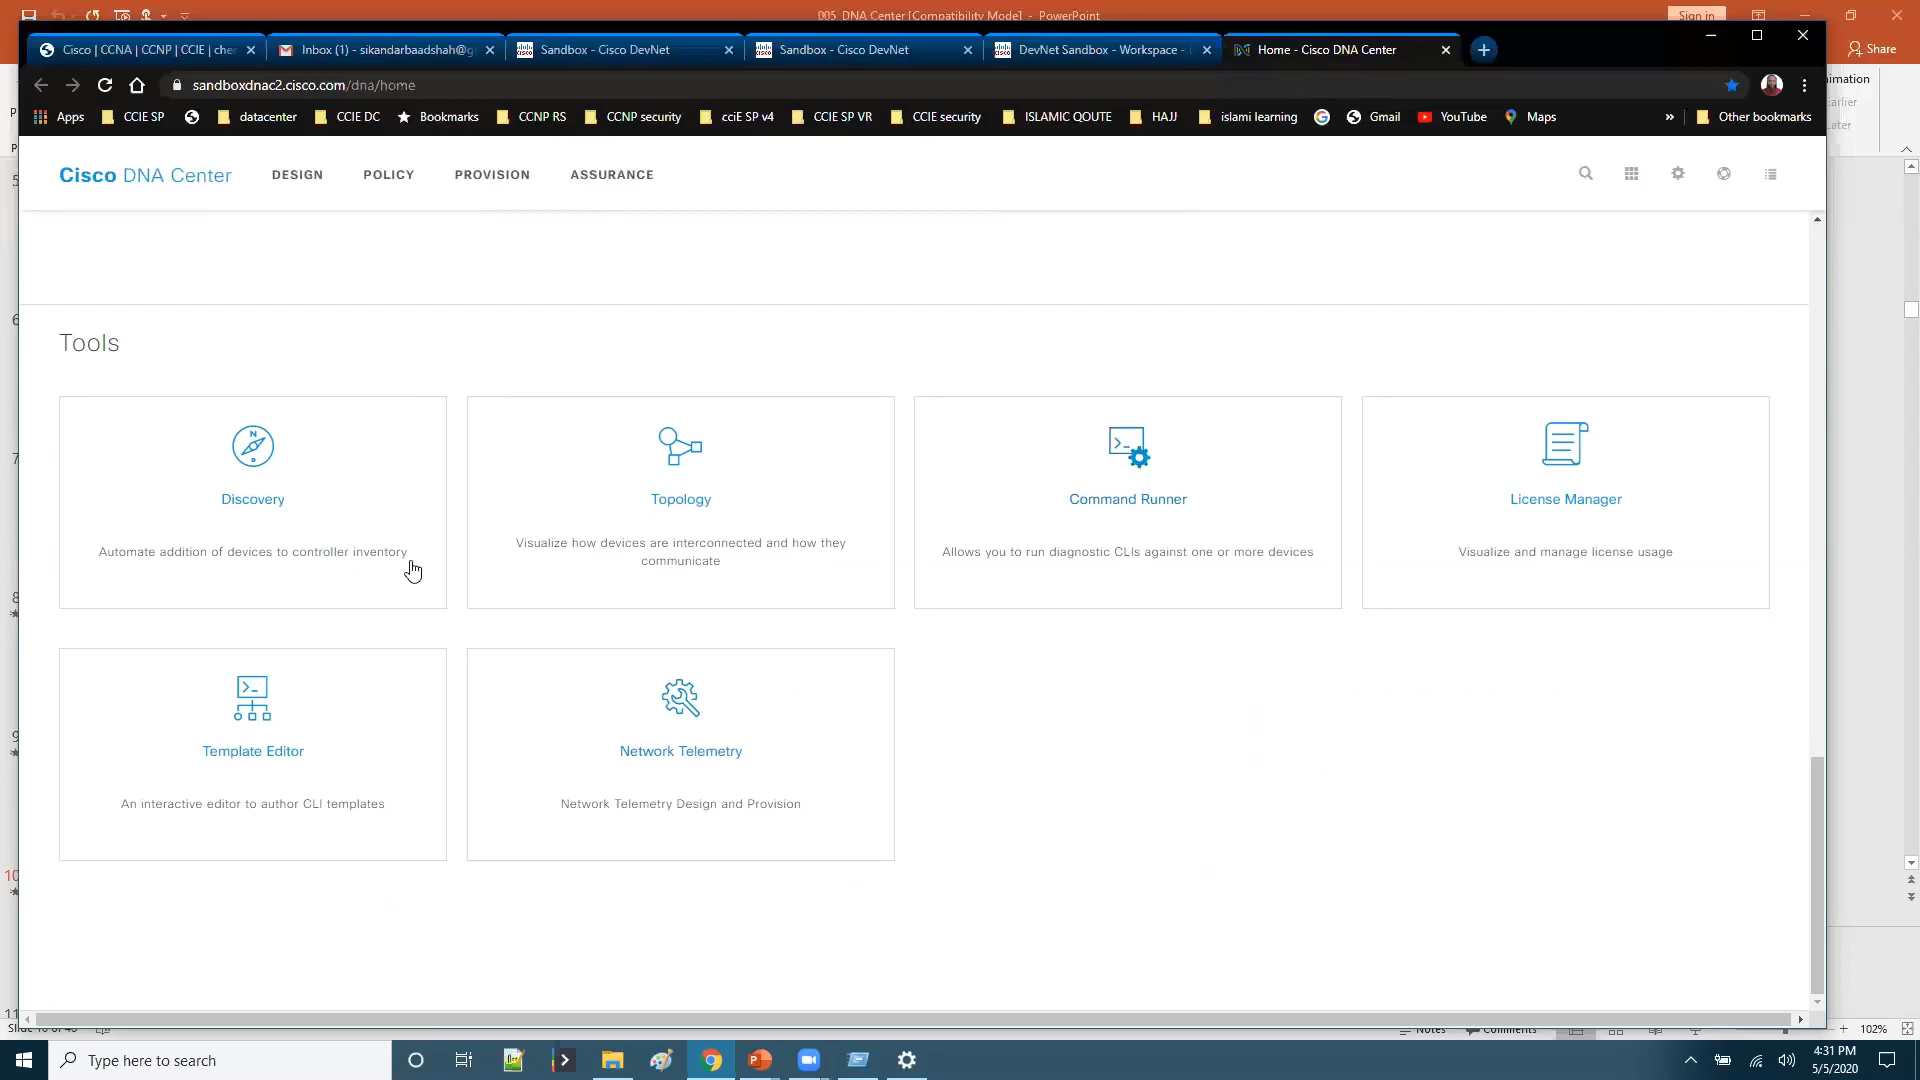 005 DNA Center [Compatibility Mode] - PowerPoint
Sign in
Cisco | CCNA | CCNP | CCIE | cher
Inbox (1) - sikandarbaadshah@g
Sandbox - Cisco DevNet
Sandbox - Cisco DevNet
DevNet Sandbox - Workspace -
Home - Cisco DNA Center
Share
sandboxdnac2.cisco.com/dna/home
Apps
CCIE SP
datacenter
CCIE DC
Bookmarks
CCNP RS
CCNP security
cciE SP v4
CCIE SP VR
CCIE security
ISLAMIC QOUTE
HAJJ
islami learning
Gmail
YouTube
Maps
»
Other bookmarks
Cisco DNA Center
DESIGN
POLICY
PROVISION
ASSURANCE
Tools
Discovery
Automate addition of devices to controller inventory
Topology
Visualize how devices are interconnected and how they
communicate
Command Runner
Allows you to run diagnostic CLIs against one or more devices
License Manager
Visualize and manage license usage
Template Editor
An interactive editor to author CLI templates
Network Telemetry
Network Telemetry Design and Provision
Notes
Comments
102%
Type here to search
4:31 PM
5/5/2020